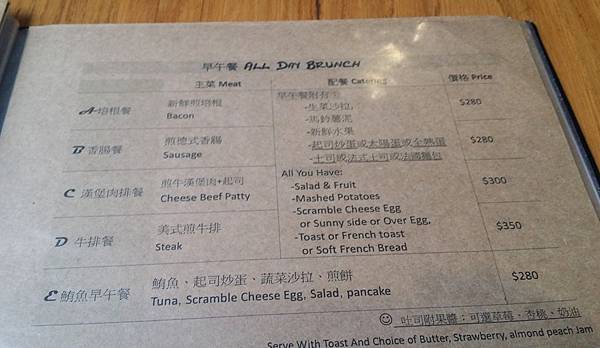 早午餐 ALL DAY BRUNCH
主菜 Meat 配餐 Catering 價格 Price
A 培根餐 新鮮煎培根 Bacon $280
B 香腸餐 煎德式香腸 Sausage $280
C 漢堡肉排餐 煎牛漢堡肉+起司 Cheese Beef Patty $300
D 牛排餐 美式煎牛排 Steak $350
早午餐附有:
-生菜沙拉,
-馬鈴薯泥
-新鮮水果
-起司炒蛋或太陽蛋或全熟蛋
-土司或法式土司或法國麵包
All You Have:
-Salad & Fruit
-Mashed Potatoes
-Scramble Cheese Egg
or Sunny side or Over Egg,
-Toast or French toast
or Soft French Bread
E 鮪魚早午餐 鮪魚、起司炒蛋、蔬菜沙拉、煎餅 $280
Tuna, Scramble Cheese Egg, Salad, pancake
吐司附果醬:可選草莓、杏桃、奶油
Serve With Toast And Choice of Butter, Strawberry, almond peach Jam